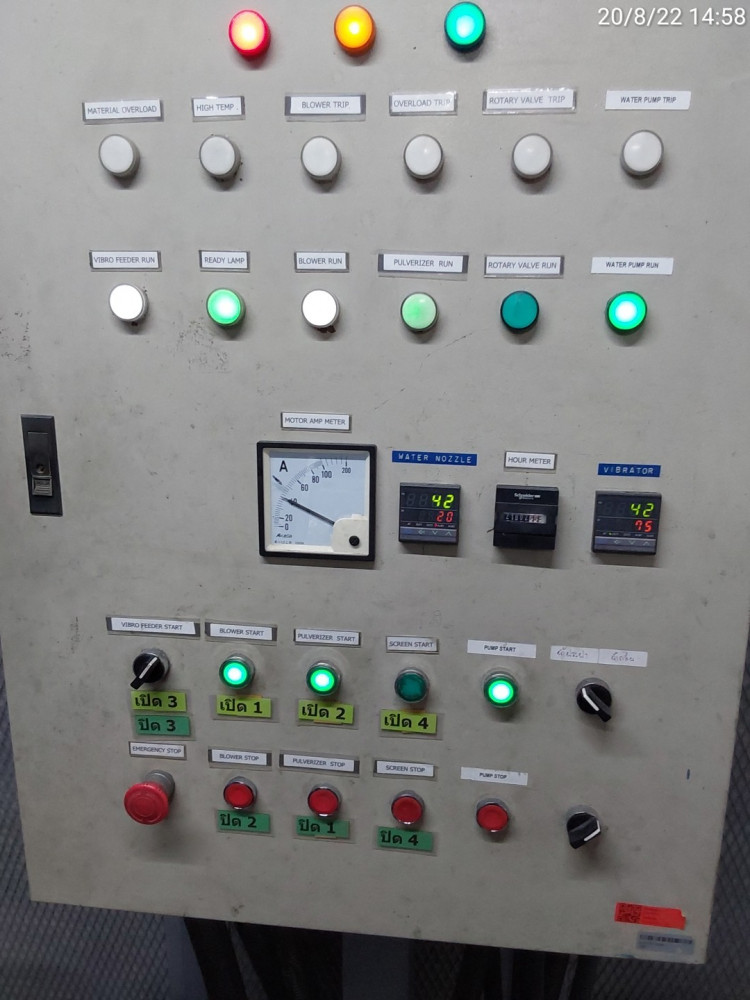 20/8/22 14:58
MATERIAL OVERLOAD
HIGH TEMP
BLOWER TRIP
OVERLOAD TRIP
ROTARY VALVE TRIP
WATER PUMP TRIP
VIBRO FEEDER RUN
READY LAMP
BLOWER RUN
PULVERIZER RUN
ROTARY VALVE RUN
WATER PUMP RUN
MOTOR AMP METER
WATER NOZZLE
HOUR METER
VIBRATOR
A
0 20 40 60 80 100 200
42
20
Schneider
42
75
VIBRO FEEDER START
BLOWER START
PULVERIZER START
SCREEN START
PUMP START
เปิด 3
เปิด 1
เปิด 2
เปิด 4
ปิด 3
EMERGENCY STOP
BLOWER STOP
PULVERIZER STOP
SCREEN STOP
PUMP STOP
ปิด 2
ปิด 1
ปิด 4